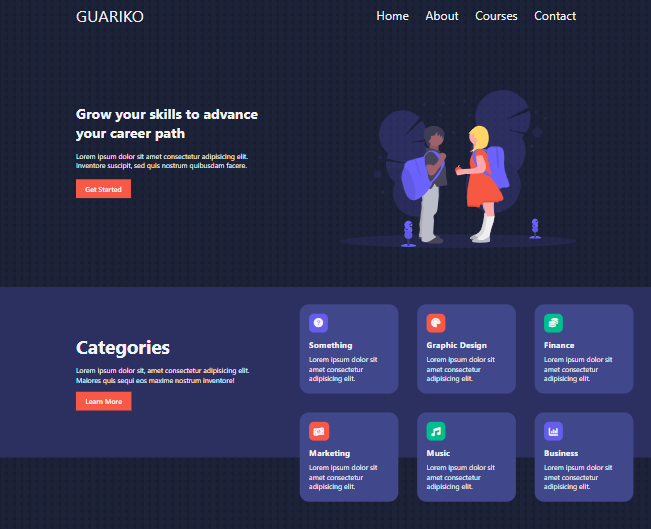 GUARIKO
Home About Courses Contact
Grow your skills to advance
your career path
Lorem ipsum dolor sit amet consectetur adipisicing elit.
Inventore suscipit, sed quis nostrum quibusdam facere.
Get Started
Categories
Lorem ipsum dolor sit, amet consectetur adipisicing elit.
Maiores quis sequi eos maxime nostrum inventore!
Learn More
Something
Lorem ipsum dolor sit
amet consectetur
adipisicing elit.
Graphic Design
Lorem ipsum dolor sit
amet consectetur
adipisicing elit.
Finance
Lorem ipsum dolor sit
amet consectetur
adipisicing elit.
Marketing
Lorem ipsum dolor sit
amet consectetur
adipisicing elit.
Music
Lorem ipsum dolor sit
amet consectetur
adipisicing elit.
Business
Lorem ipsum dolor sit
amet consectetur
adipisicing elit.